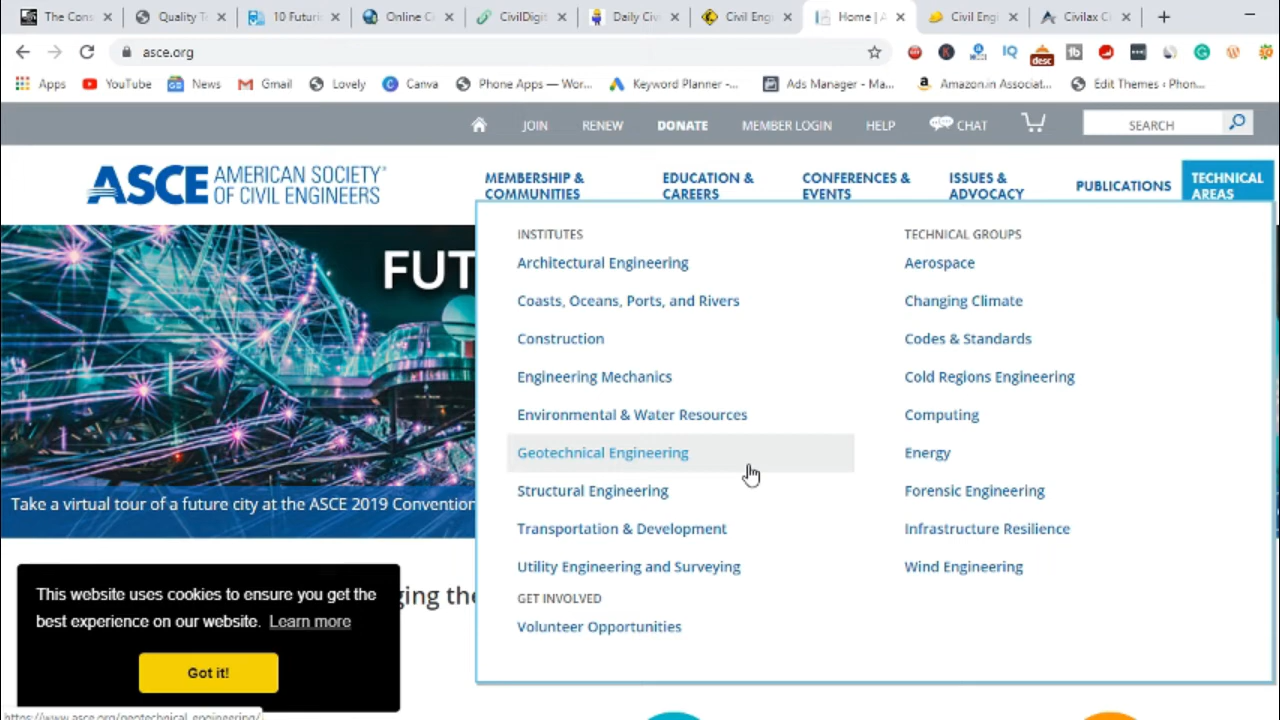 The Cons
Quality T
10 Futuri
Online C
CivilDigit
Daily Civ
Civil Eng
Home | A
Civil Engi
Civilax Ci
asce.org
Apps
YouTube
News
Gmail
Lovely
Canva
Phone Apps — Wor...
Keyword Planner -...
Ads Manager - Ma...
Amazon.in Associat...
Edit Themes ‹ Phon...
JOIN
RENEW
DONATE
MEMBER LOGIN
HELP
CHAT
SEARCH
ASCE AMERICAN SOCIETY
OF CIVIL ENGINEERS
MEMBERSHIP &
COMMUNITIES
EDUCATION &
CAREERS
CONFERENCES &
EVENTS
ISSUES &
ADVOCACY
PUBLICATIONS
TECHNICAL
AREAS
INSTITUTES
Architectural Engineering
Coasts, Oceans, Ports, and Rivers
Construction
Engineering Mechanics
Environmental & Water Resources
Geotechnical Engineering
Structural Engineering
Transportation & Development
Utility Engineering and Surveying
GET INVOLVED
Volunteer Opportunities
TECHNICAL GROUPS
Aerospace
Changing Climate
Codes & Standards
Cold Regions Engineering
Computing
Energy
Forensic Engineering
Infrastructure Resilience
Wind Engineering
FUT
Take a virtual tour of a future city at the ASCE 2019 Convention
ging the
This website uses cookies to ensure you get the
best experience on our website. Learn more
Got it!
https://www.asce.org/geotechnical_engineering/